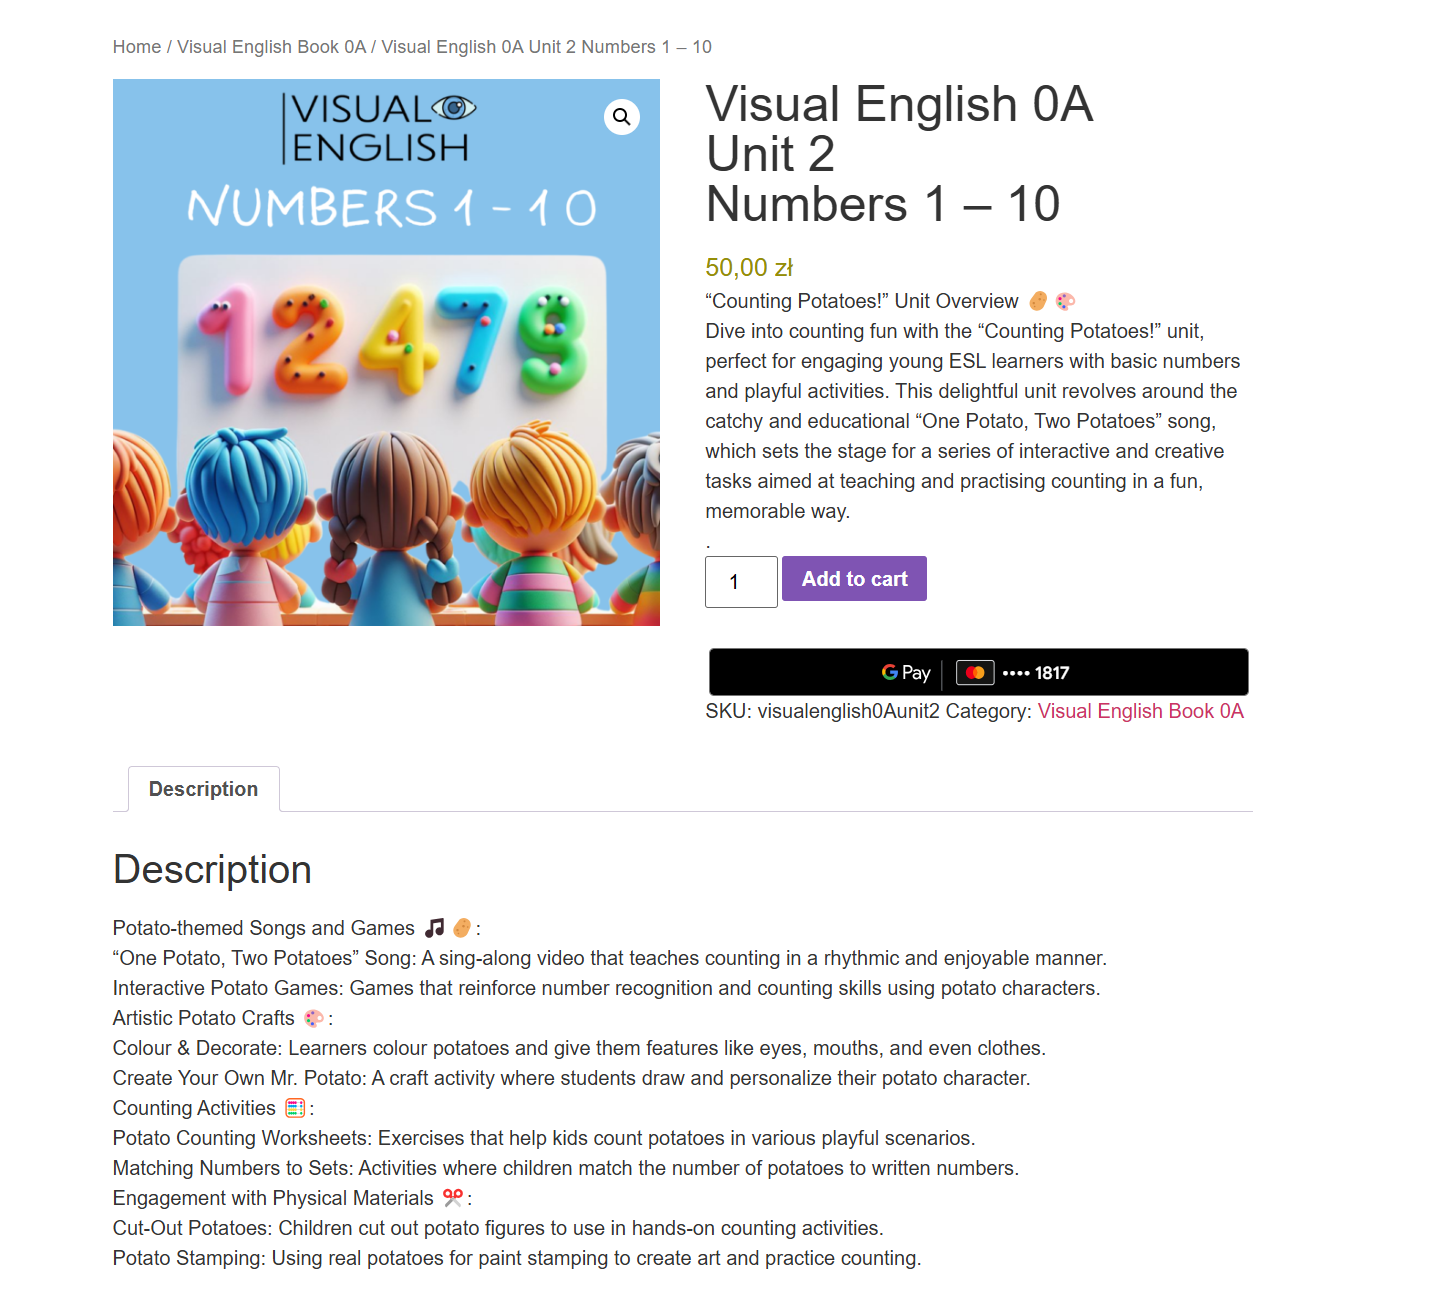 Home / Visual English Book 0A / Visual English 0A Unit 2 Numbers 1 – 10
VISUAL
ENGLISH
NUMBERS 1 - 10
1 2 4 7 9
Visual English 0A
Unit 2
Numbers 1 – 10
50,00 zł
“Counting Potatoes!” Unit Overview 🥔🎨
Dive into counting fun with the “Counting Potatoes!” unit,
perfect for engaging young ESL learners with basic numbers
and playful activities. This delightful unit revolves around the
catchy and educational “One Potato, Two Potatoes” song,
which sets the stage for a series of interactive and creative
tasks aimed at teaching and practising counting in a fun,
memorable way.
.
1 Add to cart
G Pay •••• 1817
SKU: visualenglish0Aunit2 Category: Visual English Book 0A
Description
Description
Potato-themed Songs and Games 🎵🥔:
“One Potato, Two Potatoes” Song: A sing-along video that teaches counting in a rhythmic and enjoyable manner.
Interactive Potato Games: Games that reinforce number recognition and counting skills using potato characters.
Artistic Potato Crafts 🎨:
Colour & Decorate: Learners colour potatoes and give them features like eyes, mouths, and even clothes.
Create Your Own Mr. Potato: A craft activity where students draw and personalize their potato character.
Counting Activities 🧮:
Potato Counting Worksheets: Exercises that help kids count potatoes in various playful scenarios.
Matching Numbers to Sets: Activities where children match the number of potatoes to written numbers.
Engagement with Physical Materials ✂️:
Cut-Out Potatoes: Children cut out potato figures to use in hands-on counting activities.
Potato Stamping: Using real potatoes for paint stamping to create art and practice counting.